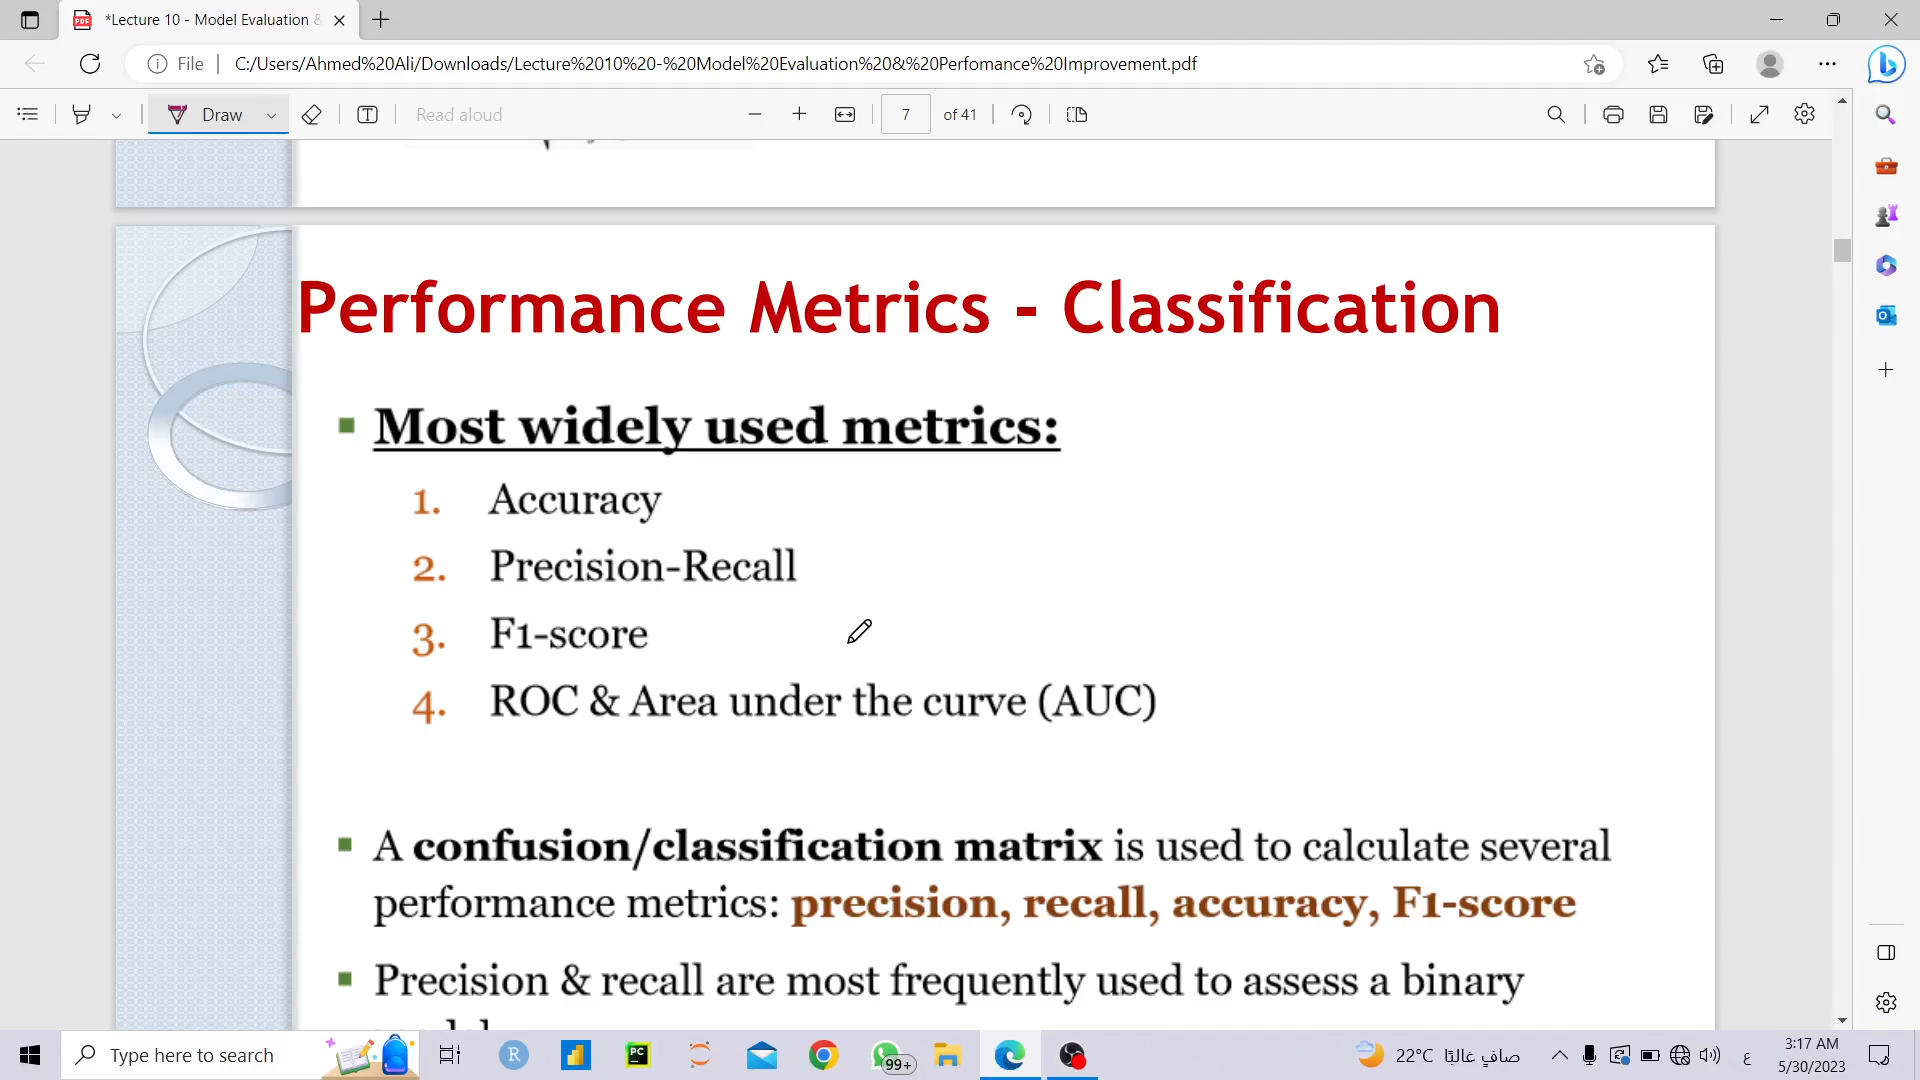 *Lecture 10 - Model Evaluation &
File
C:/Users/Ahmed%20Ali/Downloads/Lecture%2010%20-%20Model%20Evaluation%20&%20Perfomance%20Improvement.pdf
Draw
Read aloud
7
of 41
Performance Metrics - Classification
Most widely used metrics:
1. Accuracy
2. Precision-Recall
3. F1-score
4. ROC & Area under the curve (AUC)
A confusion/classification matrix is used to calculate several
performance metrics: precision, recall, accuracy, F1-score
Precision & recall are most frequently used to assess a binary
Type here to search
99+
22°C صافٍ غالبًا
ع
3:17 AM
5/30/2023